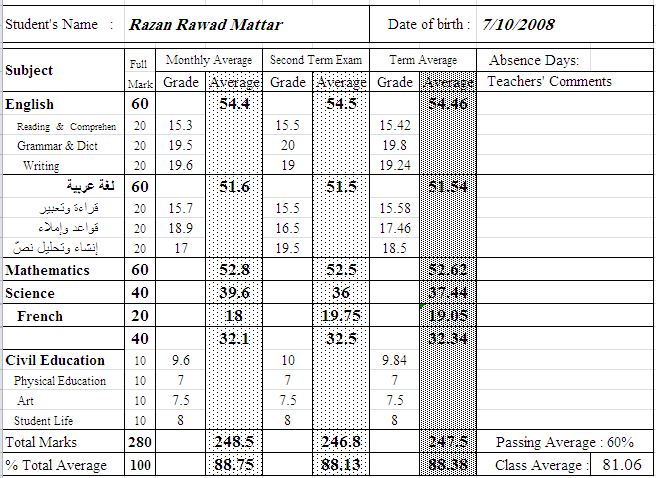 Student's Name : Razan Rawad Mattar Date of birth : 7/10/2008
Subject Full Mark Monthly Average Second Term Exam Term Average Absence Days:
Grade Average Grade Average Grade Average Teachers' Comments
English 60 54.4 54.5 54.46
Reading & Comprehen 20 15.3 15.5 15.42
Grammar & Dict 20 19.5 20 19.8
Writing 20 19.6 19 19.24
لغة عربية 60 51.6 51.5 51.54
قراءة وتعبير 20 15.7 15.5 15.58
قواعد وإملاء 20 18.9 16.5 17.46
إنشاء وتحليل نصّ 20 17 19.5 18.5
Mathematics 60 52.8 52.5 52.62
Science 40 39.6 36 37.44
French 20 18 19.75 19.05
40 32.1 32.5 32.34
Civil Education 10 9.6 10 9.84
Physical Education 10 7 7 7
Art 10 7.5 7.5 7.5
Student Life 10 8 8 8
Total Marks 280 248.5 246.8 247.5 Passing Average : 60%
% Total Average 100 88.75 88.13 88.38 Class Average : 81.06